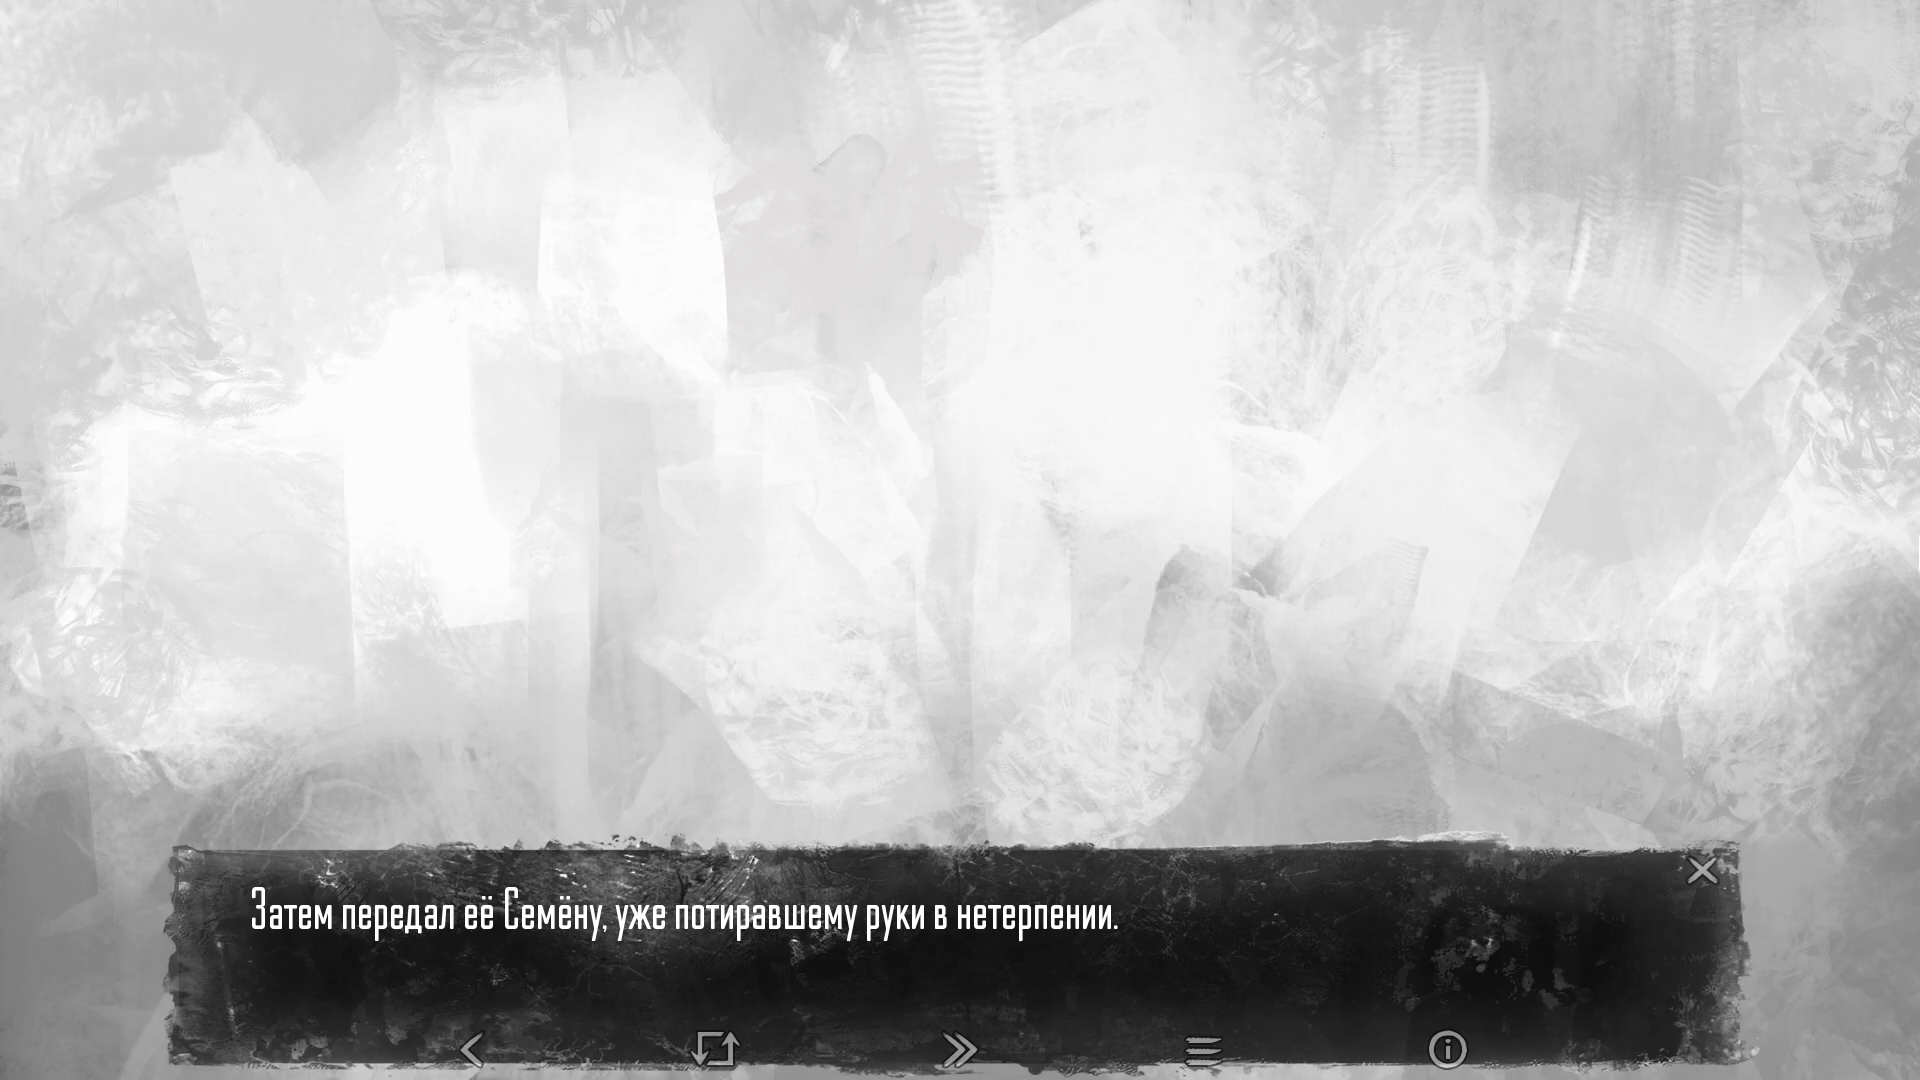 Затем передал её Семёну, уже потиравшему руки в нетерпении.